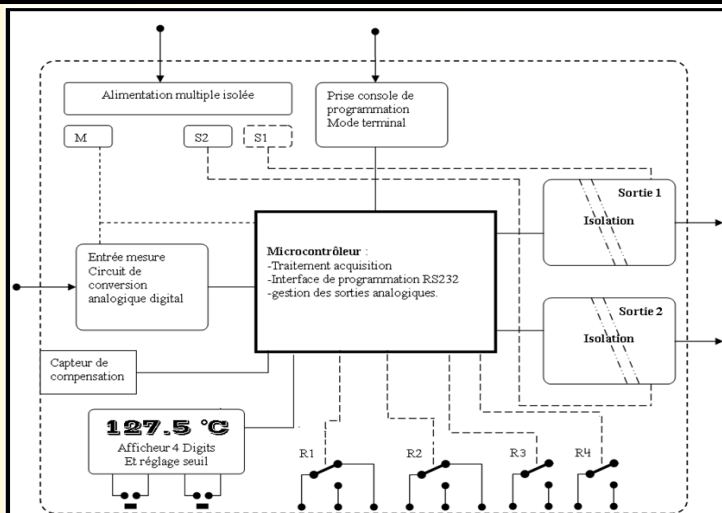 Alimentation multiple isolée
Prise console de
programmation
Mode terminal
M
S2
S1
Sortie 1
Isolation
Entrée mesure
Circuit de
conversion
analogique digital
Microcontrôleur :
-Traitement acquisition
-Interface de programmation RS232
-gestion des sorties analogiques.
Sortie 2
Isolation
Capteur de
compensation
127.5 °C
Afficheur 4 Digits
Et réglage seuil
R1
R2
R3
R4